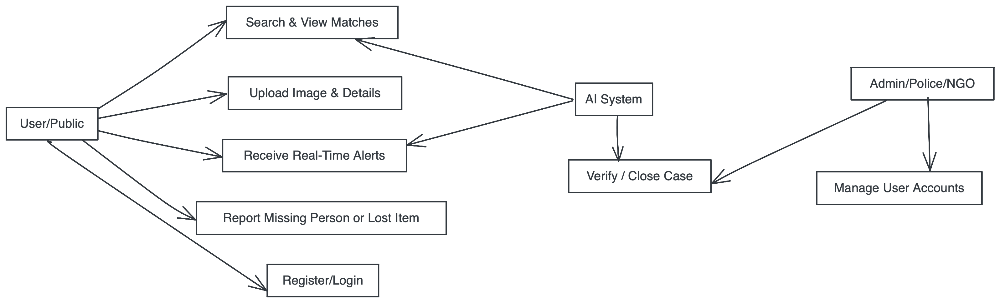 Search & View Matches
Upload Image & Details
User/Public
Receive Real-Time Alerts
Report Missing Person or Lost Item
Register/Login
AI System
Verify / Close Case
Admin/Police/NGO
Manage User Accounts